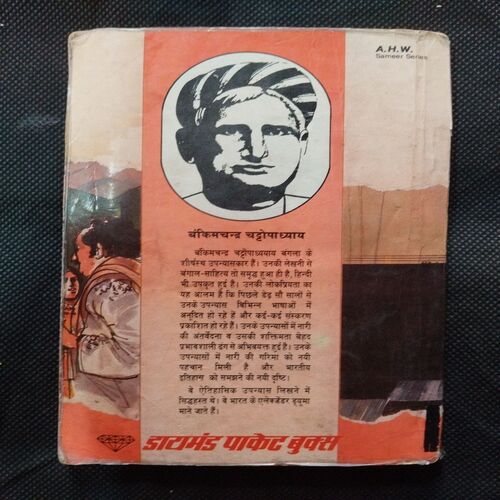 A.H.W.
Sameer Series
बंकिमचन्द्र चट्टोपाध्याय
बंकिमचन्द्र चट्टोपाध्याय बंगला के
शीर्षस्थ उपन्यासकार हैं। उनकी लेखनी से
बंगाल-साहित्य तो समृद्ध हुआ ही है, हिन्दी
भी उपकृत हुई है। उनकी लोकप्रियता का
यह आलम है कि पिछले डेढ़ सौ सालों से
उनके उपन्यास विभिन्न भाषाओं में
अनूदित हो रहे हैं और कई-कई संस्करण
प्रकाशित हो रहे हैं। उनके उपन्यासों में नारी
की अंतर्वेदना व उसकी शक्तिमत्ता बेहद
प्रभावशाली ढंग से अभिव्यक्त हुई है। उनके
उपन्यासों में नारी की गरिमा को नयी
पहचान मिली है और भारतीय
इतिहास को समझने की नयी दृष्टि।
वे ऐतिहासिक उपन्यास लिखने में
सिद्धहस्त थे। वे भारत के एलेक्जेंडर ड्यूमा
माने जाते हैं।
डायमंड पाकेट बुक्स